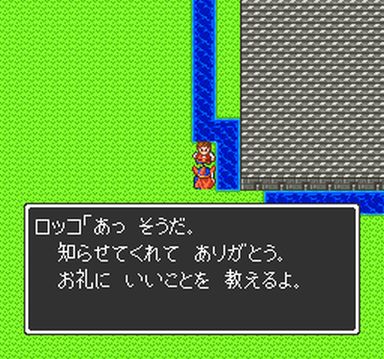 ロッコ「あっ そうだ。
知らせてくれて ありがとう。
お礼に いいことを 教えるよ。